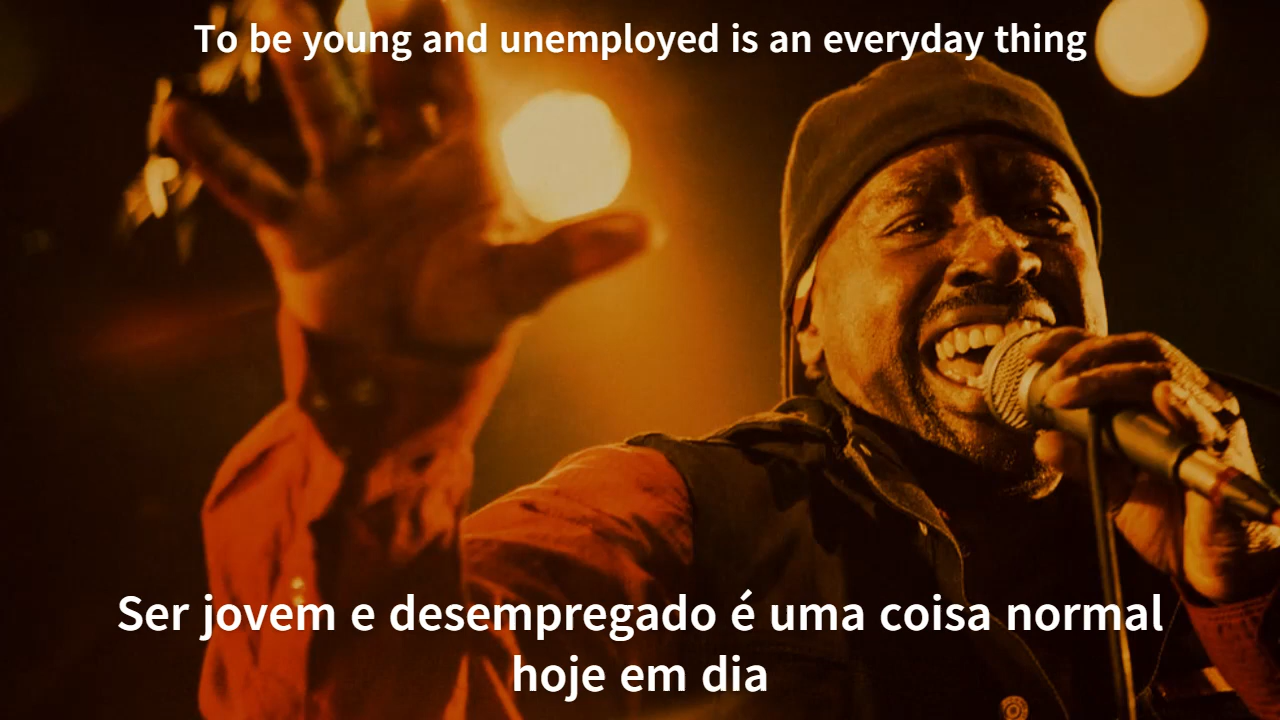 To be young and unemployed is an everyday thing
Ser jovem e desempregado é uma coisa normal
hoje em dia